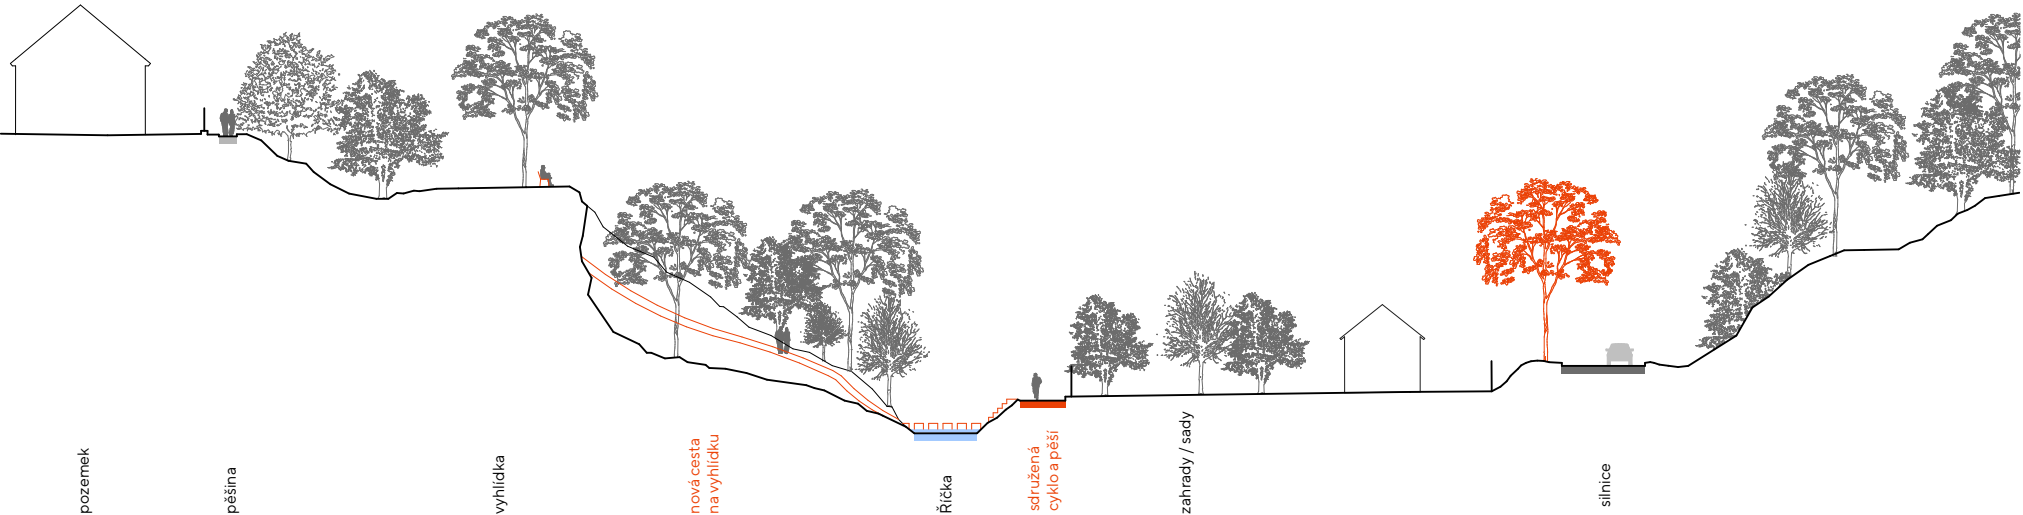 pozemek
pěšina
vyhlídka
nová cesta
na vyhlídku
Říčka
sdružená
cyklo a pěší
zahrady / sady
silnice